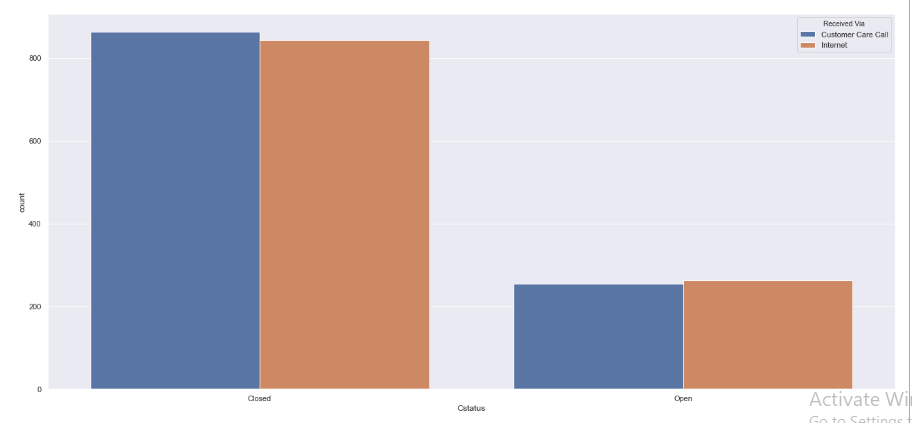 Received Via
Customer Care Call
Internet
800
600
400
200
0
count
Closed
Open
Cstatus
Activate Wi
Go to Settings